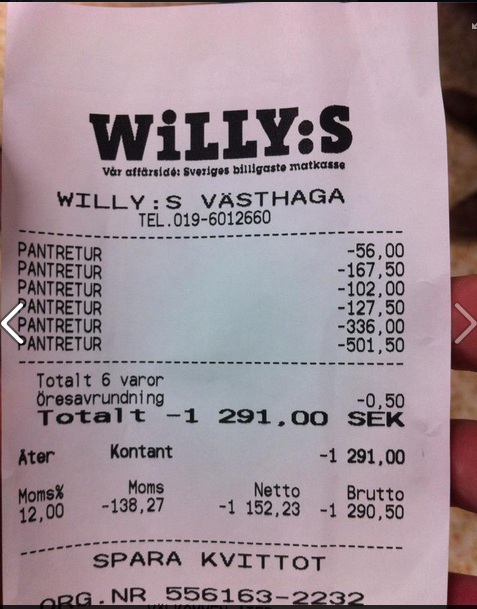 WiLLY:S
Vår affärsidé: Sveriges billigaste matkasse
WILLY:S VÄSTHAGA
TEL.019-6012660
PANTRETUR -56,00
PANTRETUR -167,50
PANTRETUR -102,00
PANTRETUR -127,50
PANTRETUR -336,00
PANTRETUR -501,50
Totalt 6 varor
Öresavrundning -0,50
Totalt -1 291,00 SEK
Åter Kontant -1 291,00
Moms% Moms Netto Brutto
12,00 -138,27 -1 152,23 -1 290,50
SPARA KVITTOT
ORG.NR 556163-2232